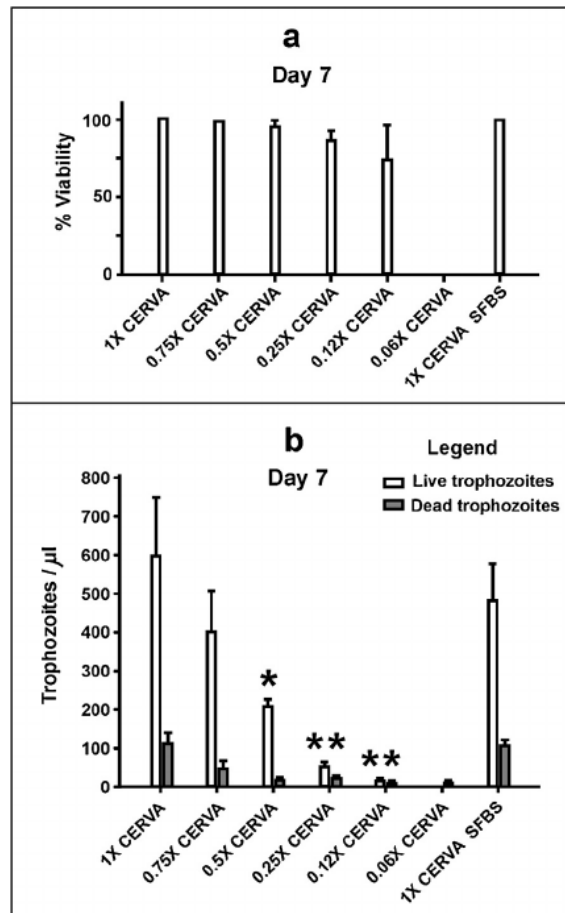 a
Day 7
% Viability
100
50
0
1X CERVA
0.75X CERVA
0.5X CERVA
0.25X CERVA
0.12X CERVA
0.06X CERVA
1X CERVA SFBS
b
Day 7
Legend
Live trophozoites
Dead trophozoites
Trophozoites / µl
800
700
600
500
400
300
200
100
0
*
**
**
1X CERVA
0.75X CERVA
0.5X CERVA
0.25X CERVA
0.12X CERVA
0.06X CERVA
1X CERVA SFBS